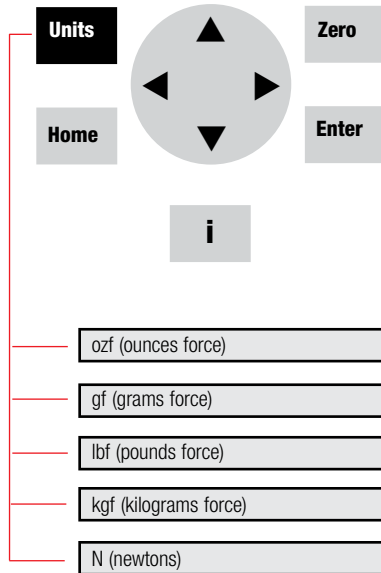 Units
Zero
Home
Enter
i
ozf (ounces force)
gf (grams force)
lbf (pounds force)
kgf (kilograms force)
N (newtons)